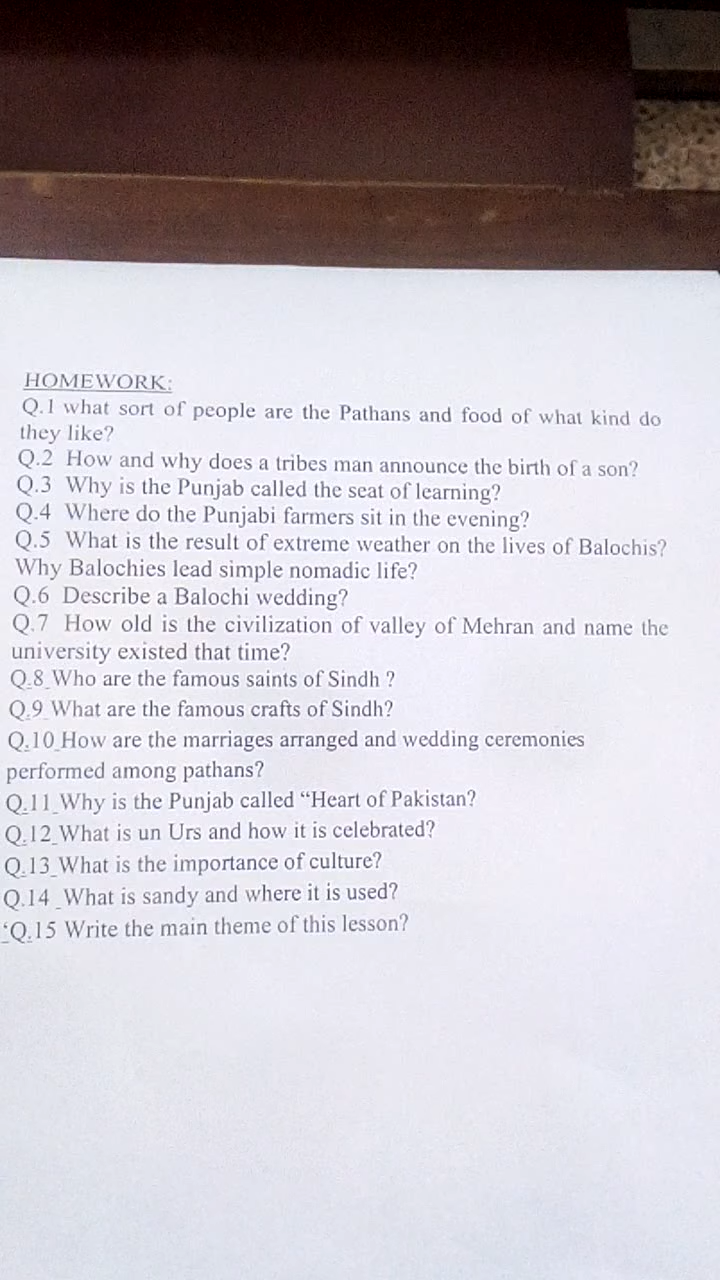 HOMEWORK:
Q.1 what sort of people are the Pathans and food of what kind do
they like?
Q.2 How and why does a tribes man announce the birth of a son?
Q.3 Why is the Punjab called the seat of learning?
Q.4 Where do the Punjabi farmers sit in the evening?
Q.5 What is the result of extreme weather on the lives of Balochis?
Why Balochies lead simple nomadic life?
Q.6 Describe a Balochi wedding?
Q.7 How old is the civilization of valley of Mehran and name the
university existed that time?
Q.8 Who are the famous saints of Sindh ?
Q.9 What are the famous crafts of Sindh?
Q.10 How are the marriages arranged and wedding ceremonies
performed among pathans?
Q.11 Why is the Punjab called “Heart of Pakistan?
Q.12 What is un Urs and how it is celebrated?
Q.13 What is the importance of culture?
Q.14 What is sandy and where it is used?
‘Q.15 Write the main theme of this lesson?